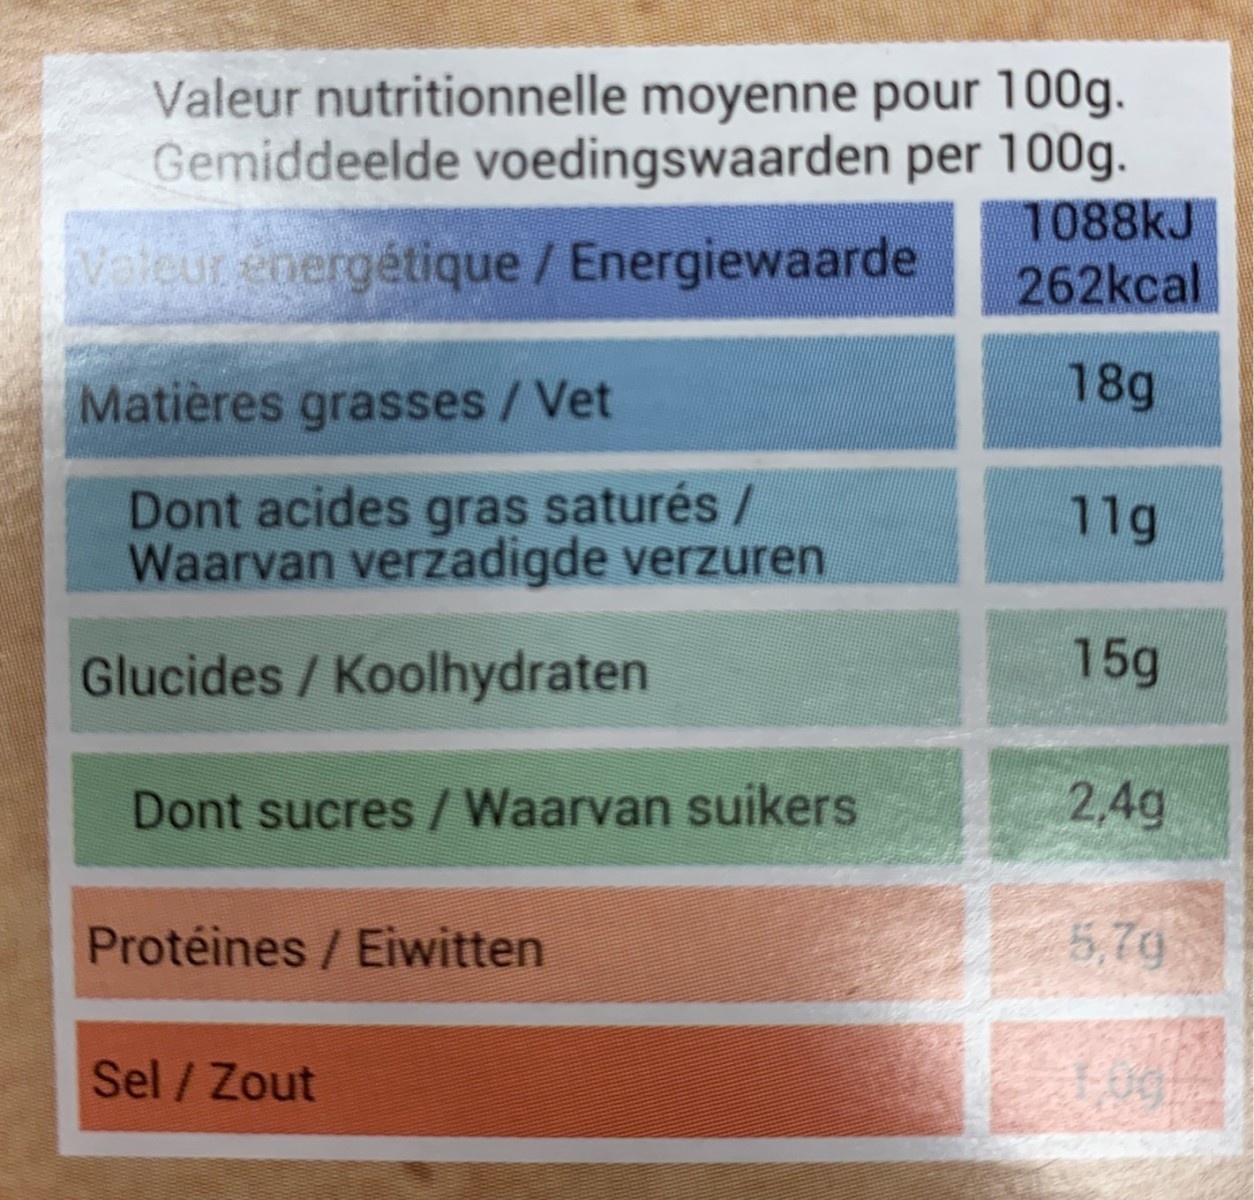 Valeur nutritionnelle moyenne pour 100g.
Gemiddeelde voedingswaarden per 100g.
Valeur énergétique / Energiewaarde 1088kJ
262kcal
Matières grasses / Vet 18g
Dont acides gras saturés /
Waarvan verzadigde verzuren 11g
Glucides / Koolhydraten 15g
Dont sucres / Waarvan suikers 2,4g
Protéines / Eiwitten 5,7g
Sel / Zout 1,0g